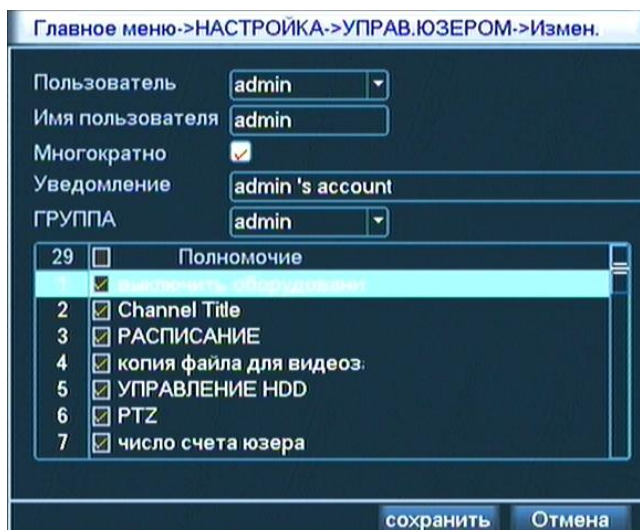 Главное меню->НАСТРОЙКА->УПРАВ.ЮЗЕРОМ->Измен.
Пользователь admin
Имя пользователя admin
Многократно
Уведомление admin 's account
ГРУППА admin
29 Полномочие
1 выключить оборудовани
2 Channel Title
3 РАСПИСАНИЕ
4 копия файла для видеоз
5 УПРАВЛЕНИЕ HDD
6 PTZ
7 число счета юзера
сохранить Отмена